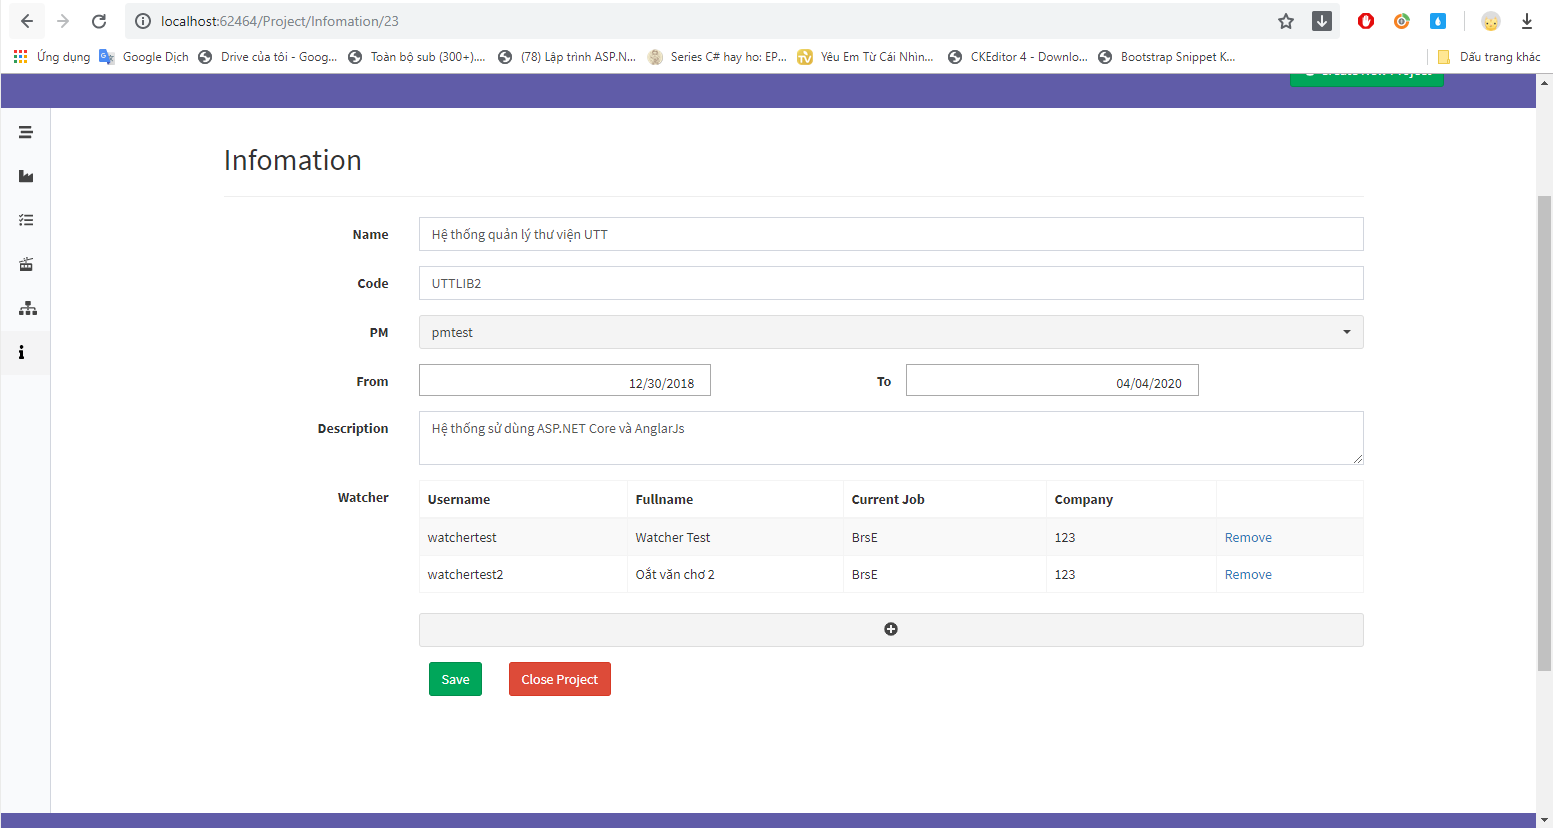 localhost:62464/Project/Infomation/23
Ứng dụng Google Dịch Drive của tôi - Goog... Toàn bộ sub (300+).... (78) Lập trình ASP.N... Series C# hay ho: EP... Yêu Em Từ Cái Nhìn... CKEditor 4 - Downlo... Bootstrap Snippet K... Dấu trang khác
Create New Project
Infomation
Name Hệ thống quản lý thư viện UTT
Code UTTLIB2
PM pmtest
From 12/30/2018 To 04/04/2020
Description Hệ thống sử dùng ASP.NET Core và AnglarJs
Watcher Username Fullname Current Job Company
watchertest Watcher Test BrsE 123 Remove
watchertest2 Oắt văn chơ 2 BrsE 123 Remove
Save Close Project